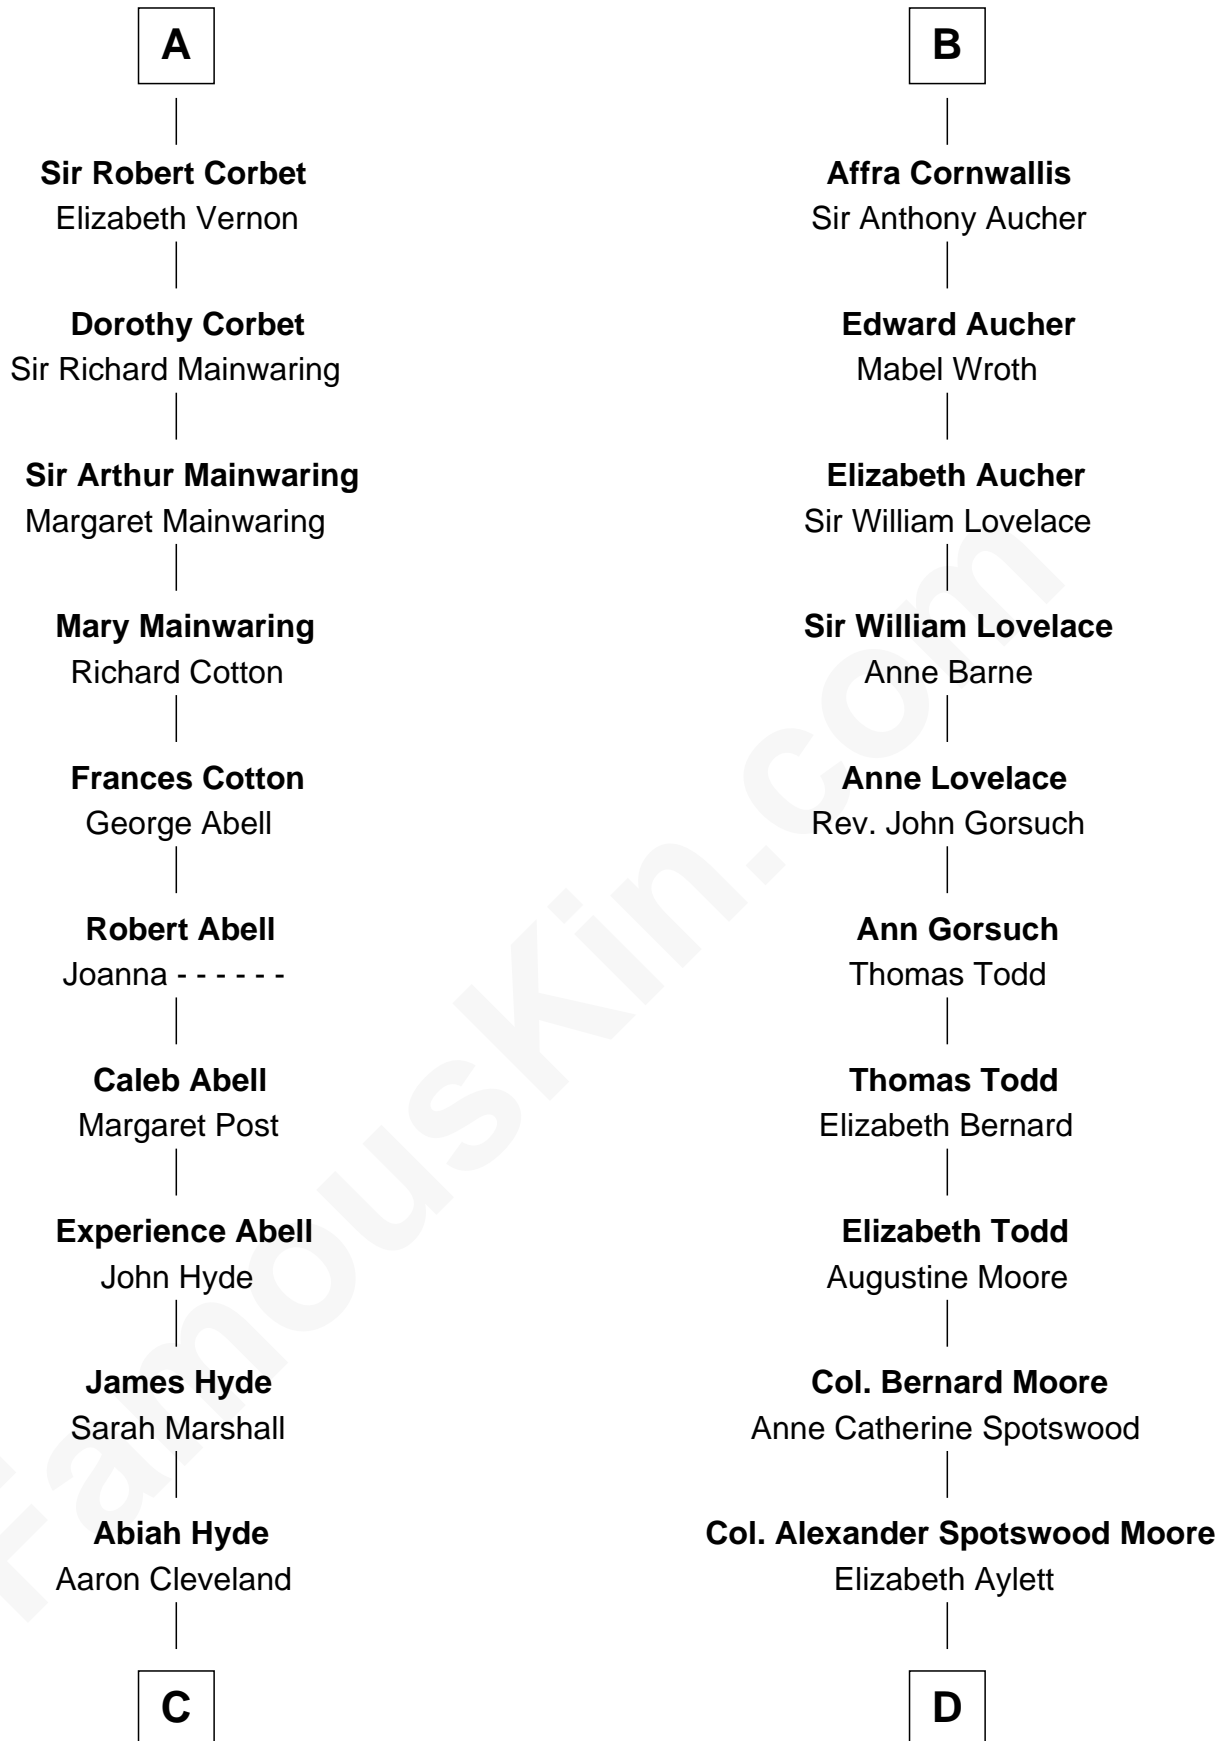 A
Sir Robert Corbet
Elizabeth Vernon
Dorothy Corbet
Sir Richard Mainwaring
Sir Arthur Mainwaring
Margaret Mainwaring
Mary Mainwaring
Richard Cotton
Frances Cotton
George Abell
Robert Abell
Joanna - - - - - -
Caleb Abell
Margaret Post
Experience Abell
John Hyde
James Hyde
Sarah Marshall
Abiah Hyde
Aaron Cleveland
C
B
Affra Cornwallis
Sir Anthony Aucher
Edward Aucher
Mabel Wroth
Elizabeth Aucher
Sir William Lovelace
Sir William Lovelace
Anne Barne
Anne Lovelace
Rev. John Gorsuch
Ann Gorsuch
Thomas Todd
Thomas Todd
Elizabeth Bernard
Elizabeth Todd
Augustine Moore
Col. Bernard Moore
Anne Catherine Spotswood
Col. Alexander Spotswood Moore
Elizabeth Aylett
D
FamousKin.com